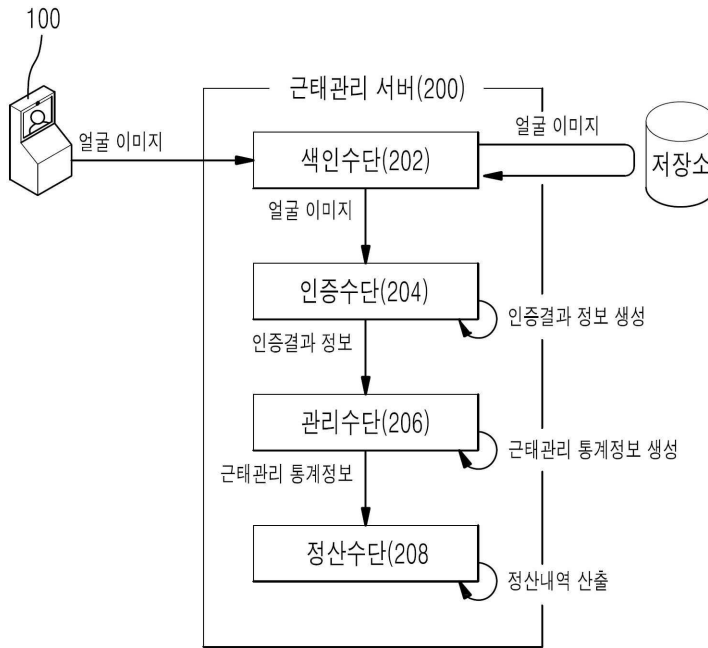 100
근태관리 서버(200)
얼굴 이미지
얼굴 이미지
색인수단(202)
저장소
얼굴 이미지
인증수단(204)
인증결과 정보 생성
인증결과 정보
관리수단(206)
근태관리 통계정보 생성
근태관리 통계정보
정산수단(208
정산내역 산출